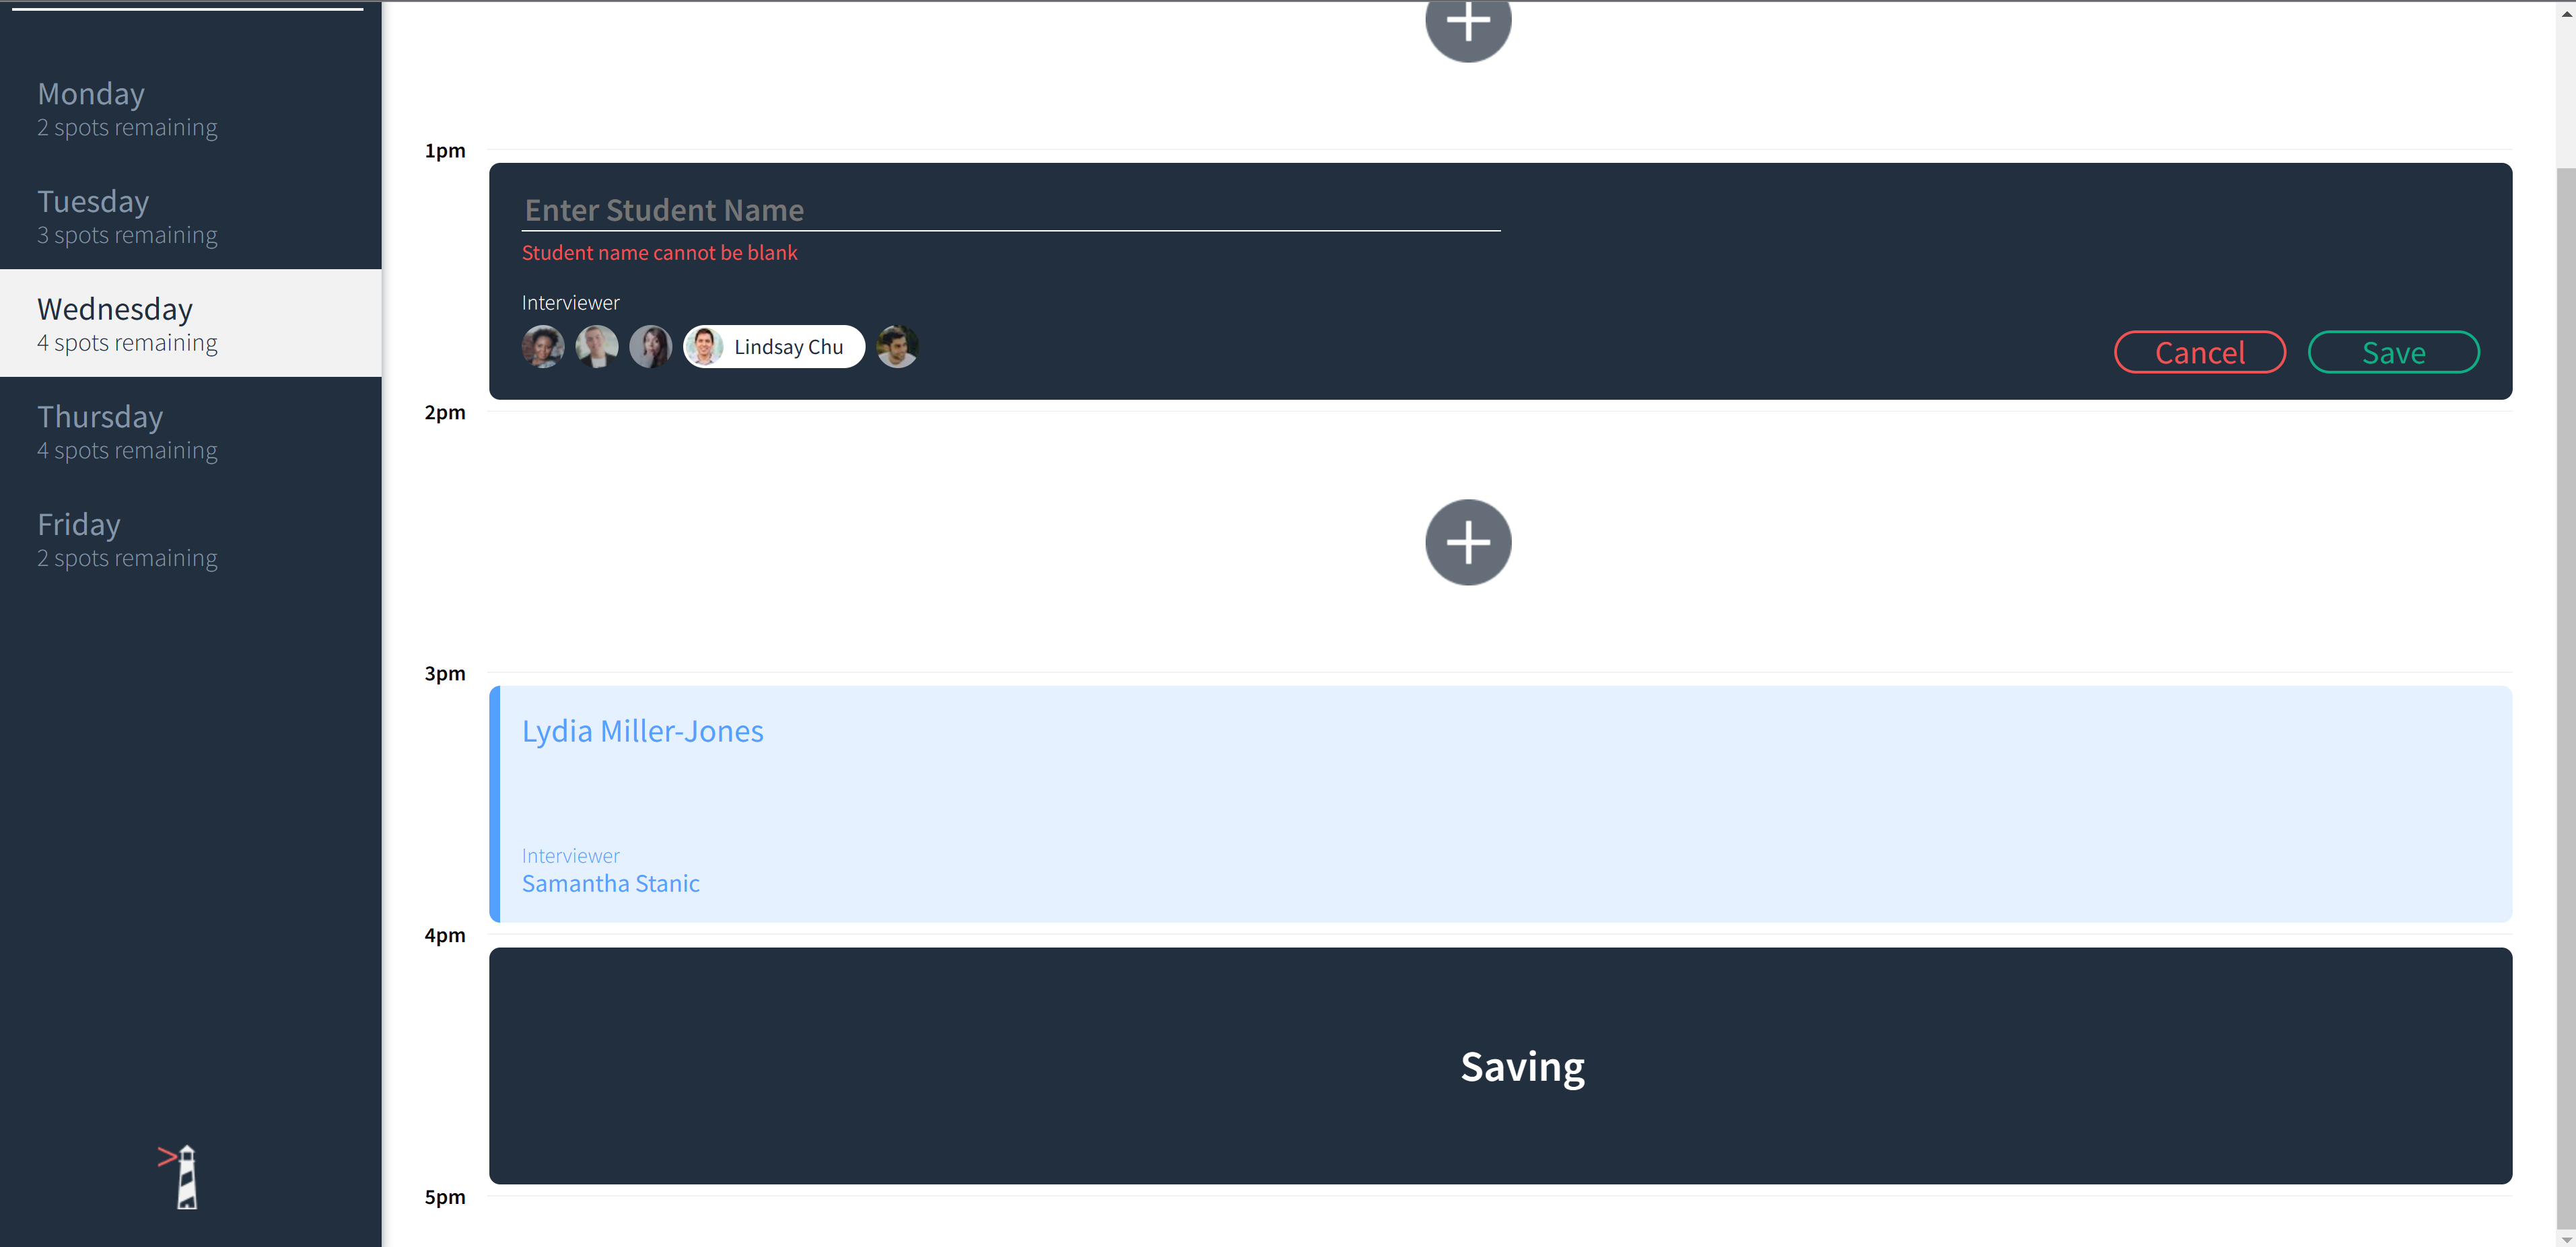 Monday
2 spots remaining
Tuesday
3 spots remaining
Wednesday
4 spots remaining
Thursday
4 spots remaining
Friday
2 spots remaining
1pm
Enter Student Name
Student name cannot be blank
Interviewer
Lindsay Chu
Cancel
Save
2pm
3pm
Lydia Miller-Jones
Interviewer
Samantha Stanic
4pm
Saving
5pm